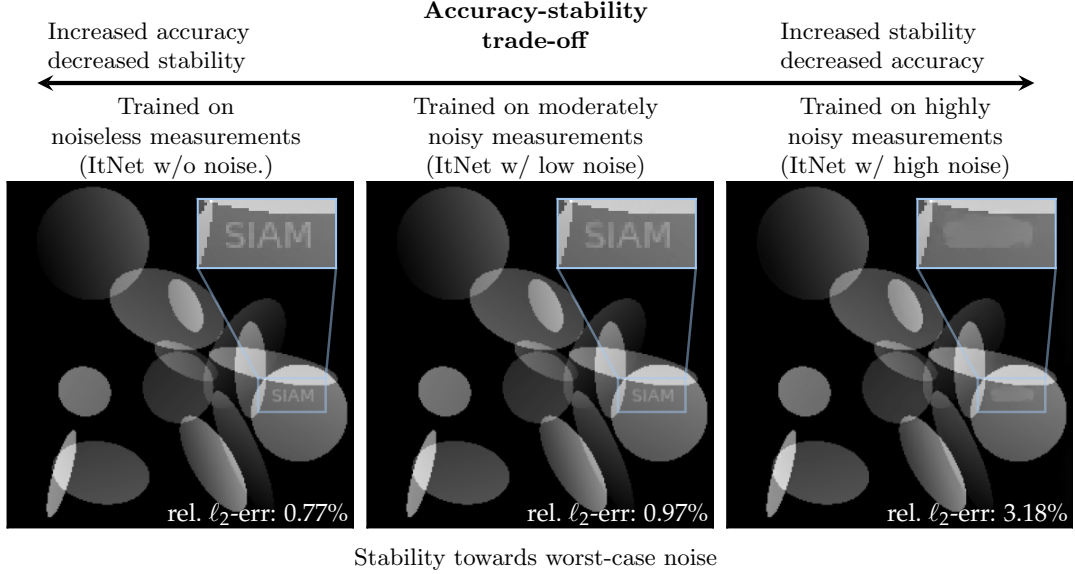 Accuracy-stability
trade-off
Increased accuracy
decreased stability
Increased stability
decreased accuracy
Trained on
noiseless measurements
(ItNet w/o noise.)
Trained on moderately
noisy measurements
(ItNet w/ low noise)
Trained on highly
noisy measurements
(ItNet w/ high noise)
SIAM
SIAM
SIAM
SIAM
rel. ℓ2-err: 0.77%
rel. ℓ2-err: 0.97%
rel. ℓ2-err: 3.18%
Stability towards worst-case noise